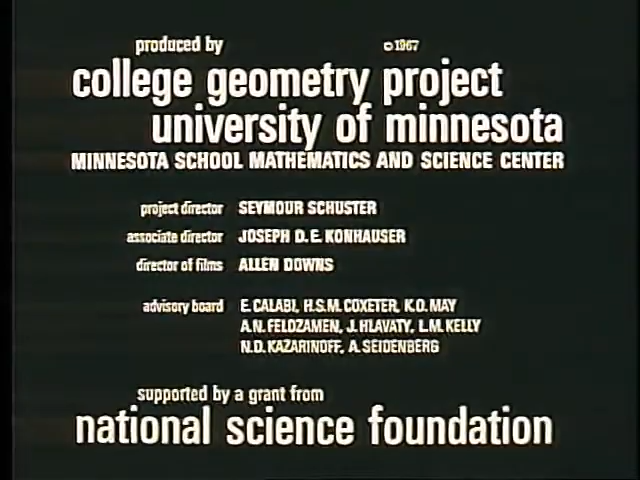 produced by © 1967
college geometry project
university of minnesota
MINNESOTA SCHOOL MATHEMATICS AND SCIENCE CENTER
project director SEYMOUR SCHUSTER
associate director JOSEPH D.E. KONHAUSER
director of films ALLEN DOWNS
advisory board E. CALABI, H.S.M. COXETER, K.O. MAY
A.N. FELDZAMEN, J. HLAVATY, L.M. KELLY
N.D. KAZARINOFF, A. SEIDENBERG
supported by a grant from
national science foundation